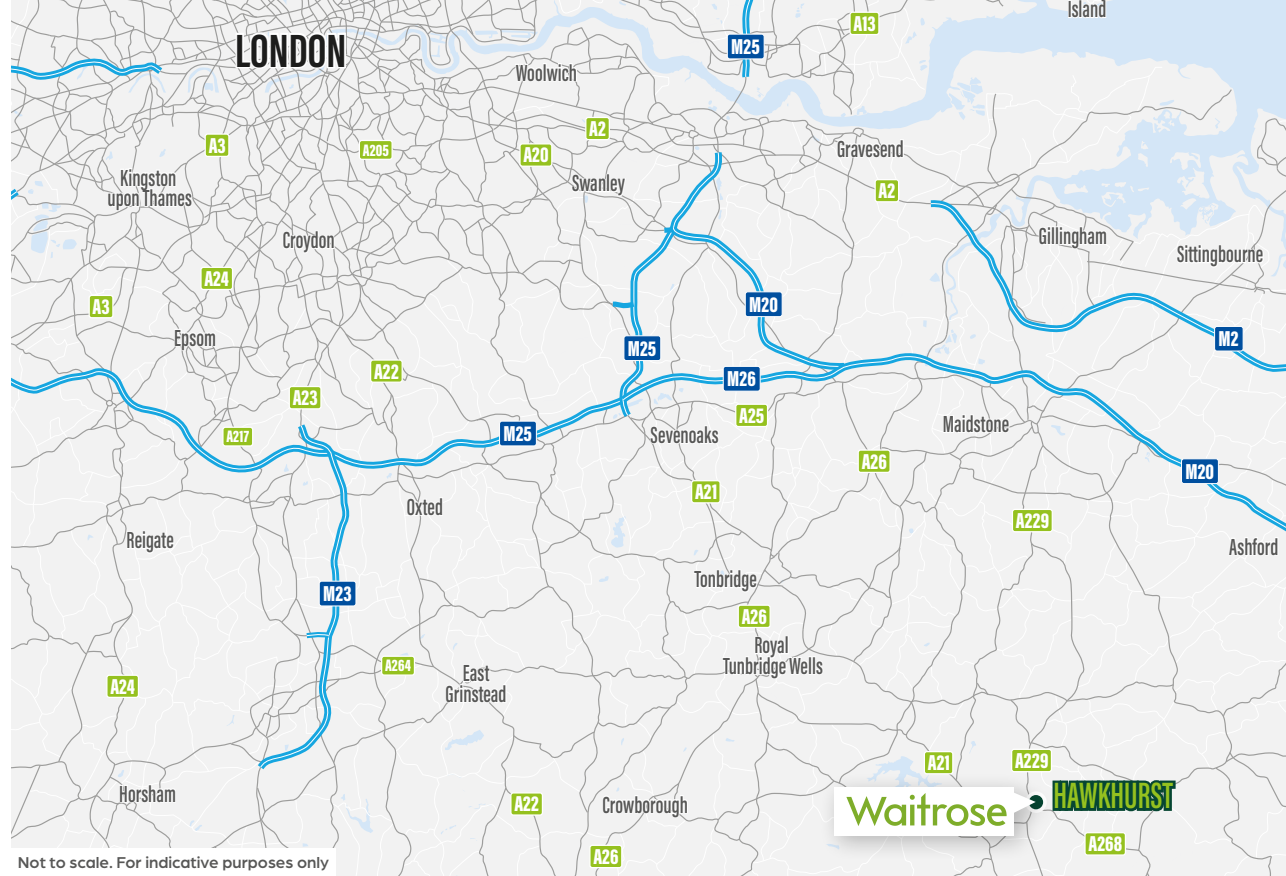 Island
A13
M25
LONDON
Woolwich
A2
A3
A205
A20
Gravesend
Swanley
Kingston
upon Thames
A2
Croydon
Gillingham
Sittingbourne
A24
A3
M20
Epsom
M25
M2
A22
M26
A23
A25
Maidstone
A217
M25
Sevenoaks
A26
M20
A21
Oxted
A229
Reigate
Ashford
Tonbridge
M23
A26
Royal
Tunbridge Wells
A264
East
Grinstead
A24
A21
A229
Horsham
A22
Crowborough
Waitrose
HAWKHURST
A268
A26
Not to scale. For indicative purposes only